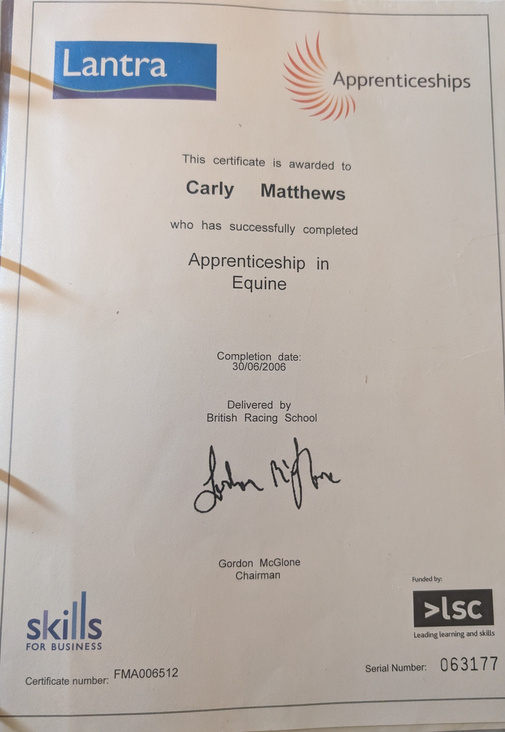 Lantra
Apprenticeships
This certificate is awarded to
Carly Matthews
who has successfully completed
Apprenticeship in
Equine
Completion date:
30/06/2006
Delivered by
British Racing School
Gordon McGlone
Gordon McGlone
Chairman
skills
FOR BUSINESS
Certificate number: FMA006512
Funded by:
>lsc
Leading learning and skills
Serial Number: 063177